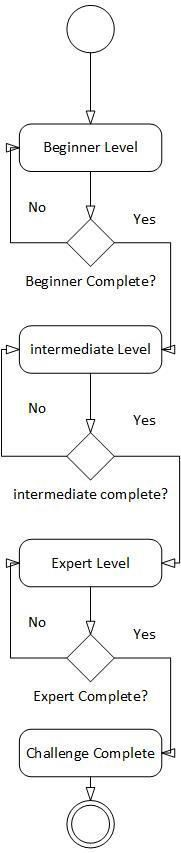 Beginner Level
No
Yes
Beginner Complete?
intermediate Level
No
Yes
intermediate complete?
Expert Level
No
Yes
Expert Complete?
Challenge Complete